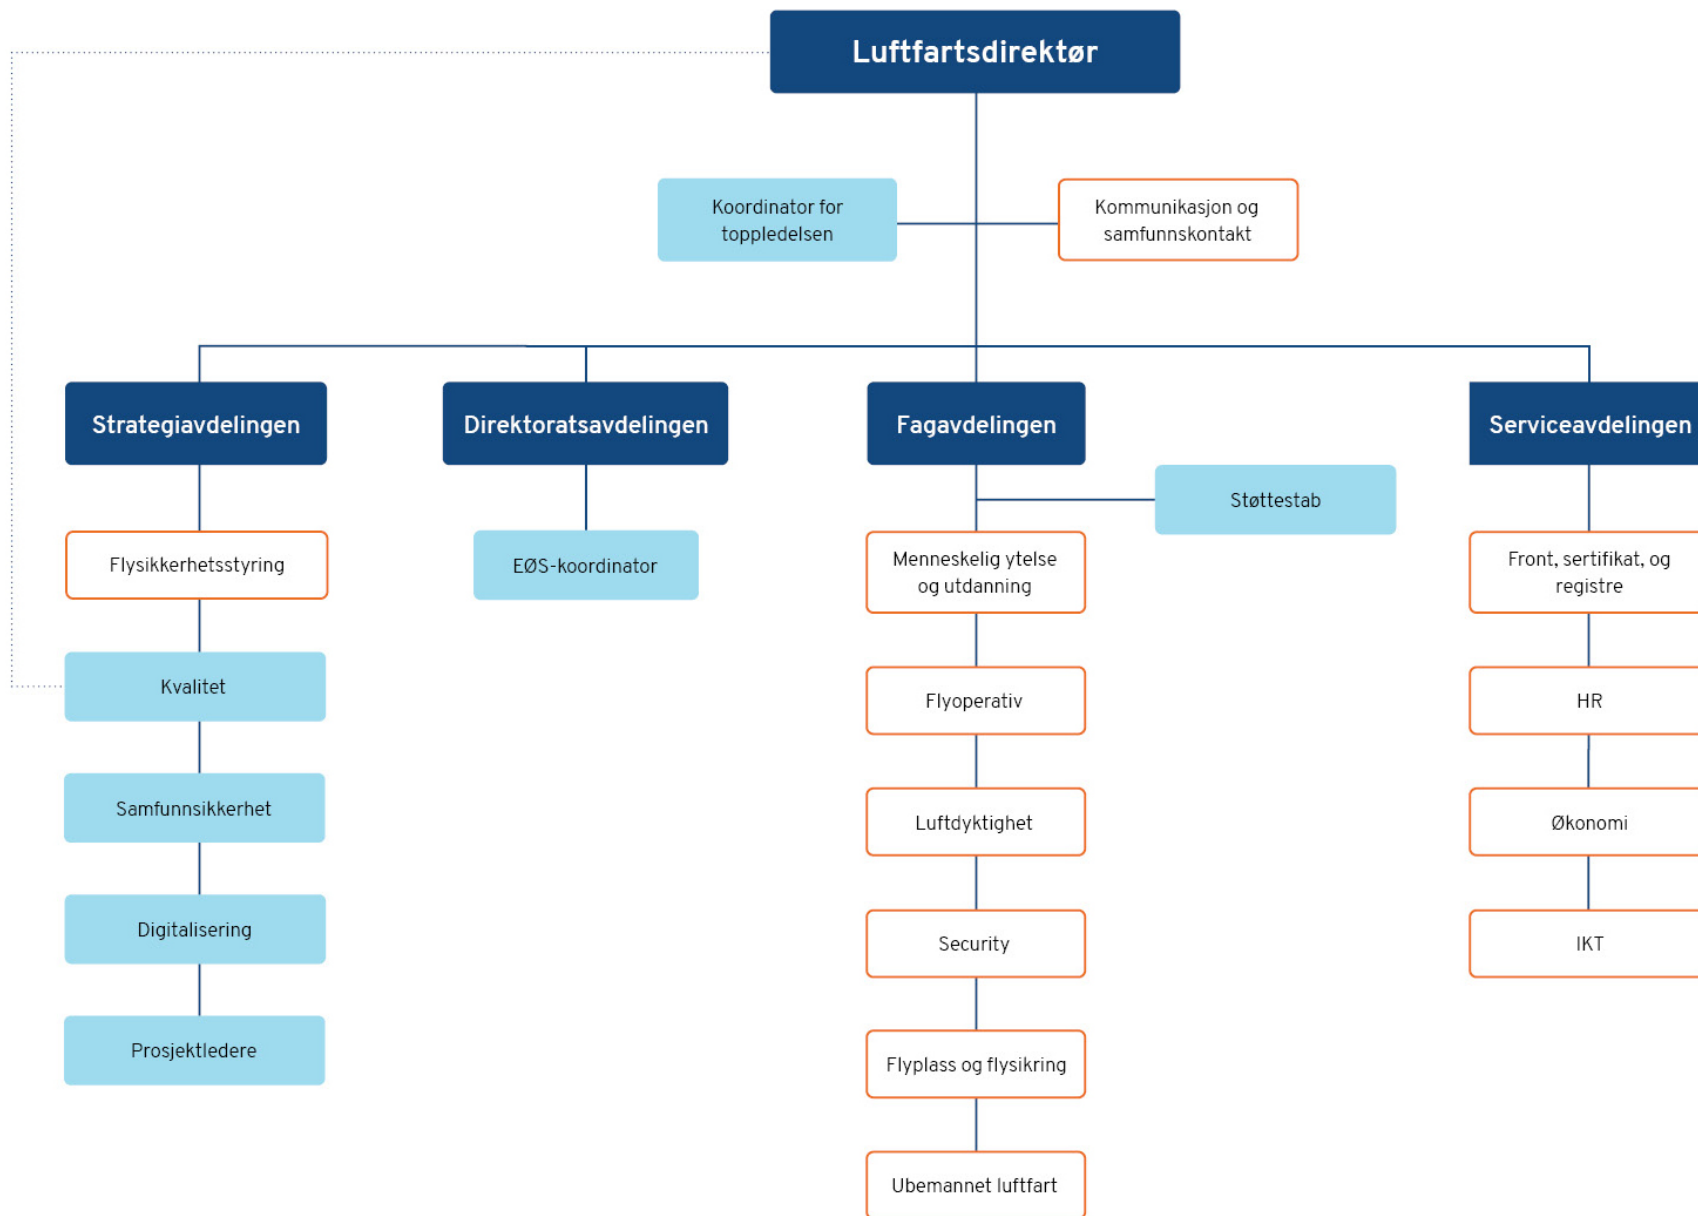 Luftfartsdirektør
Koordinator for
toppledelsen
Kommunikasjon og
samfunnskontakt
Strategiavdelingen
Flysikkerhetsstyring
Kvalitet
Samfunnsikkerhet
Digitalisering
Prosjektledere
Direktoratsavdelingen
EØS-koordinator
Fagavdelingen
Støttestab
Menneskelig ytelse
og utdanning
Flyoperativ
Luftdyktighet
Security
Flyplass og flysikring
Ubemannet luftfart
Serviceavdelingen
Front, sertifikat, og
registre
HR
Økonomi
IKT